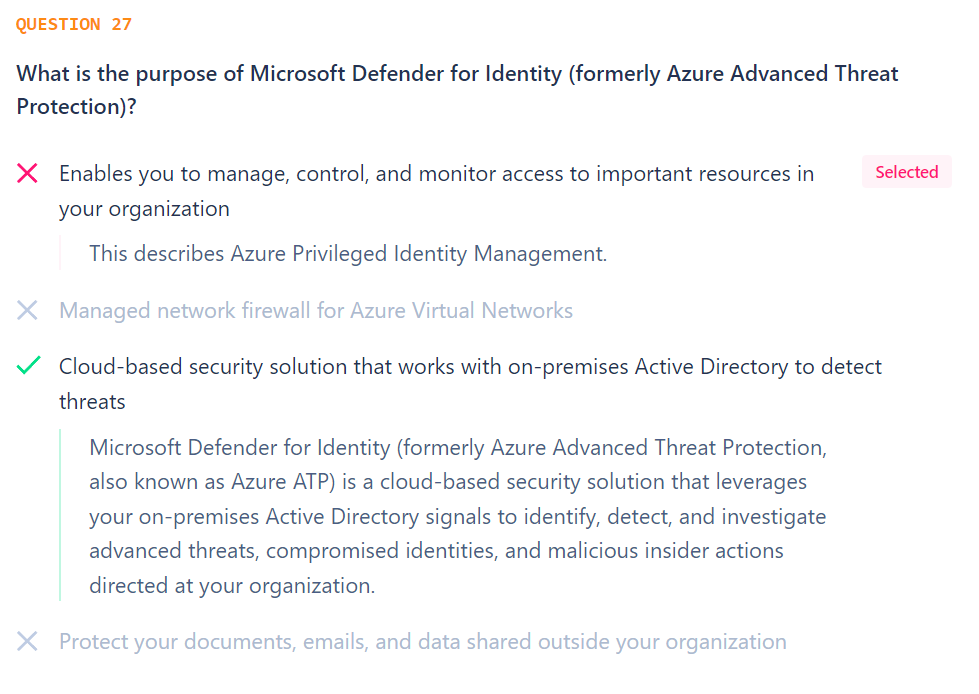 QUESTION 27
What is the purpose of Microsoft Defender for Identity (formerly Azure Advanced Threat
Protection)?
Enables you to manage, control, and monitor access to important resources in
your organization
Selected
This describes Azure Privileged Identity Management.
Managed network firewall for Azure Virtual Networks
Cloud-based security solution that works with on-premises Active Directory to detect
threats
Microsoft Defender for Identity (formerly Azure Advanced Threat Protection,
also known as Azure ATP) is a cloud-based security solution that leverages
your on-premises Active Directory signals to identify, detect, and investigate
advanced threats, compromised identities, and malicious insider actions
directed at your organization.
Protect your documents, emails, and data shared outside your organization